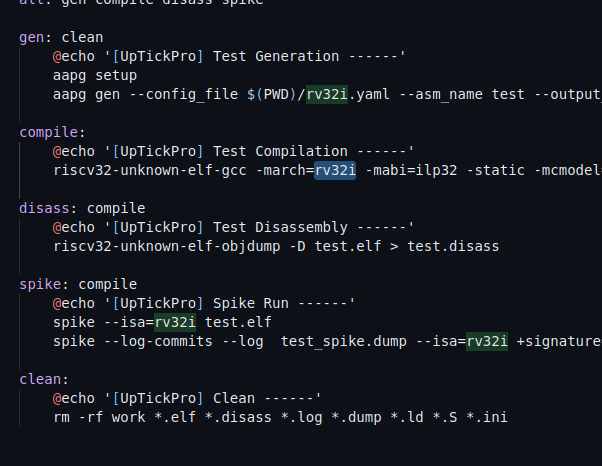 all: gen compile disass spike
gen: clean
@echo '[UpTickPro] Test Generation ------'
aapg setup
aapg gen --config_file $(PWD)/rv32i.yaml --asm_name test --output_
compile:
@echo '[UpTickPro] Test Compilation ------'
riscv32-unknown-elf-gcc -march=rv32i -mabi=ilp32 -static -mcmodel
disass: compile
@echo '[UpTickPro] Test Disassembly ------'
riscv32-unknown-elf-objdump -D test.elf > test.disass
spike: compile
@echo '[UpTickPro] Spike Run ------'
spike --isa=rv32i test.elf
spike --log-commits --log  test_spike.dump --isa=rv32i +signature
clean:
@echo '[UpTickPro] Clean ------'
rm -rf work *.elf *.disass *.log *.dump *.ld *.S *.ini